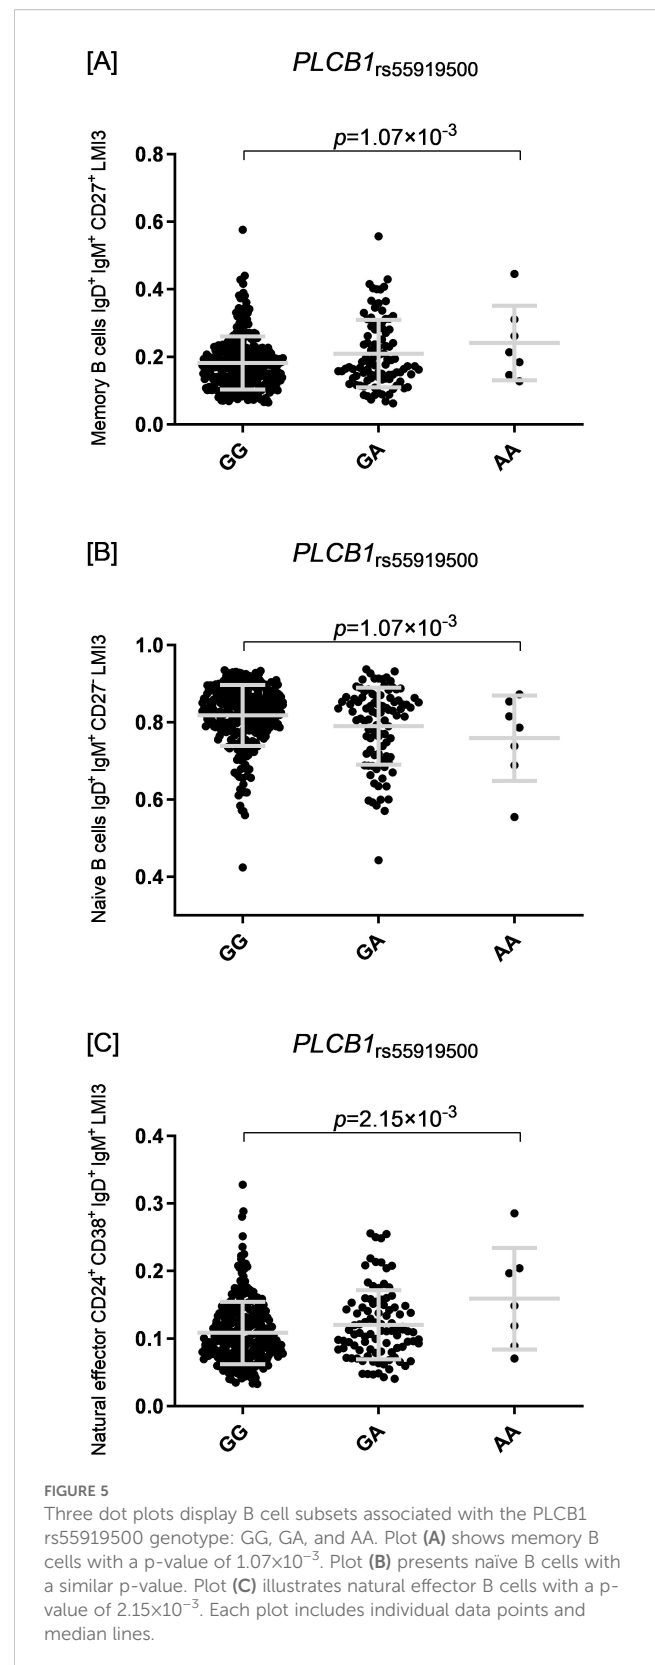 [A] PLCB1rs55919500
p=1.07×10-3
Memory B cells IgD+ IgM+ CD27+ LMI3
0.8
0.6
0.4
0.2
0.0
GG GA AA
[B] PLCB1rs55919500
p=1.07×10-3
Naive B cells IgD+ IgM+ CD27- LMI3
1.0
0.8
0.6
0.4
GG GA AA
[C] PLCB1rs55919500
p=2.15×10-3
Natural effector CD24+ CD38+ IgD+ IgM+ LMI3
0.4
0.3
0.2
0.1
0.0
GG GA AA
FIGURE 5
Three dot plots display B cell subsets associated with the PLCB1
rs55919500 genotype: GG, GA, and AA. Plot (A) shows memory B
cells with a p-value of 1.07×10−3. Plot (B) presents naïve B cells with
a similar p-value. Plot (C) illustrates natural effector B cells with a p-
value of 2.15×10−3. Each plot includes individual data points and
median lines.